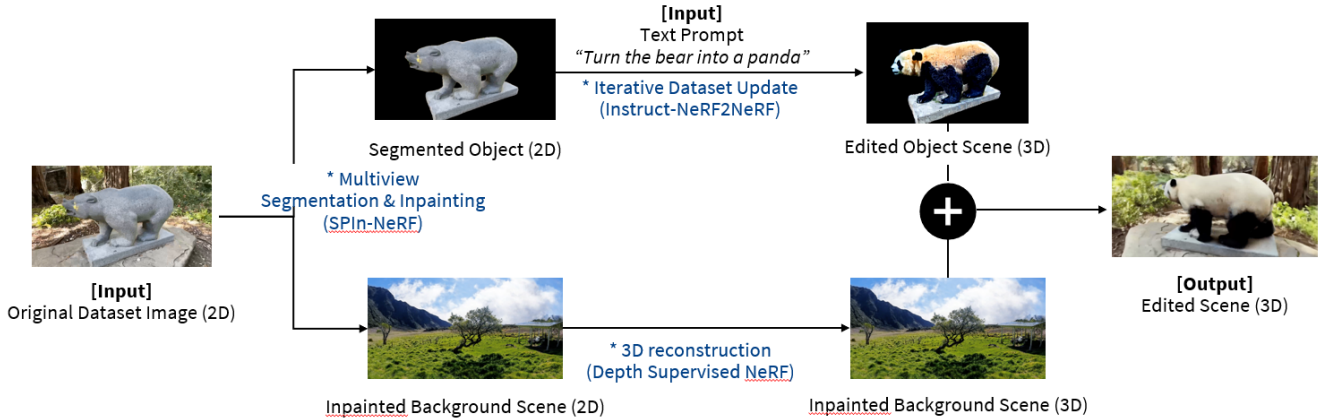 [Input]
Text Prompt
“Turn the bear into a panda”
* Iterative Dataset Update
(Instruct-NeRF2NeRF)
Segmented Object (2D)
Edited Object Scene (3D)
* Multiview
Segmentation & Inpainting
(SPIn-NeRF)
[Input]
Original Dataset Image (2D)
[Output]
Edited Scene (3D)
* 3D reconstruction
(Depth Supervised NeRF)
Inpainted Background Scene (2D)
Inpainted Background Scene (3D)